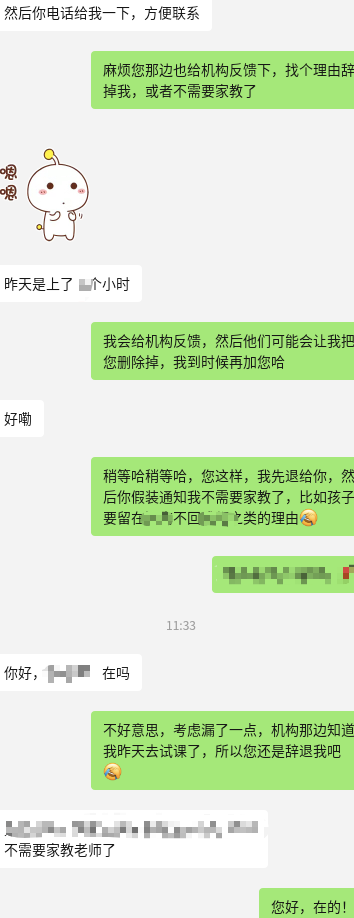 然后你电话给我一下，方便联系
麻烦您那边也给机构反馈下，找个理由辞
掉我，或者不需要家教了
嗯
嗯
昨天是上了 个小时
我会给机构反馈，然后他们可能会让我把
您删除掉，我到时候再加您哈
好嘞
稍等哈稍等哈，您这样，我先退给你，然
后你假装通知我不需要家教了，比如孩子
要留在 不回 之类的理由
11:33
你好， 在吗
不好意思，考虑漏了一点，机构那边知道
我昨天去试课了，所以您还是辞退我吧
不需要家教老师了
您好，在的！